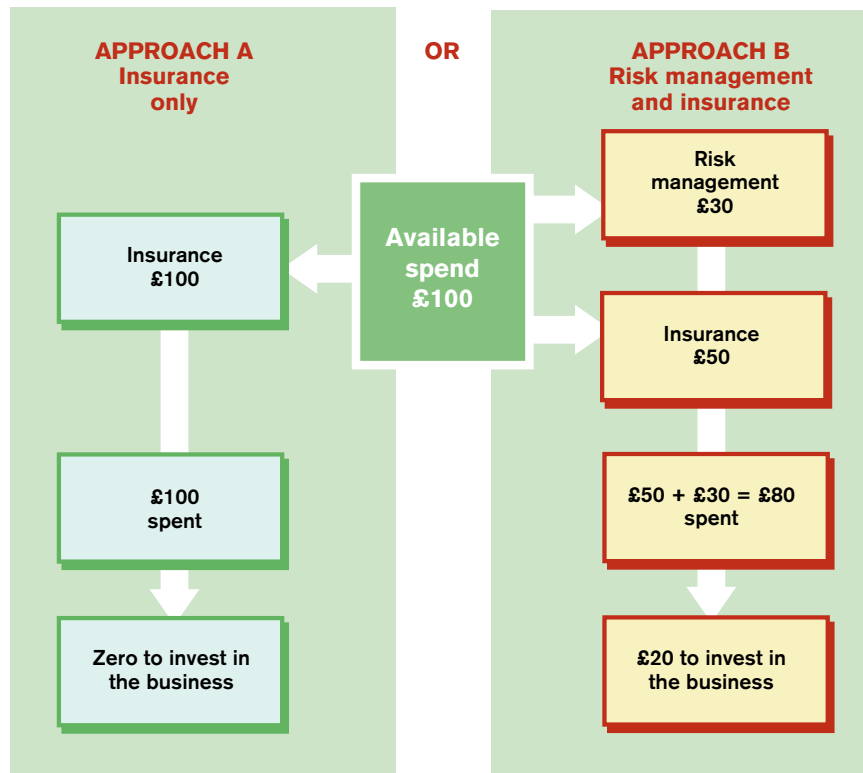 APPROACH A
Insurance
only
OR
APPROACH B
Risk management
and insurance
Available
spend
£100
Insurance
£100
£100
spent
Zero to invest in
the business
Risk
management
£30
Insurance
£50
£50 + £30 = £80
spent
£20 to invest in
the business